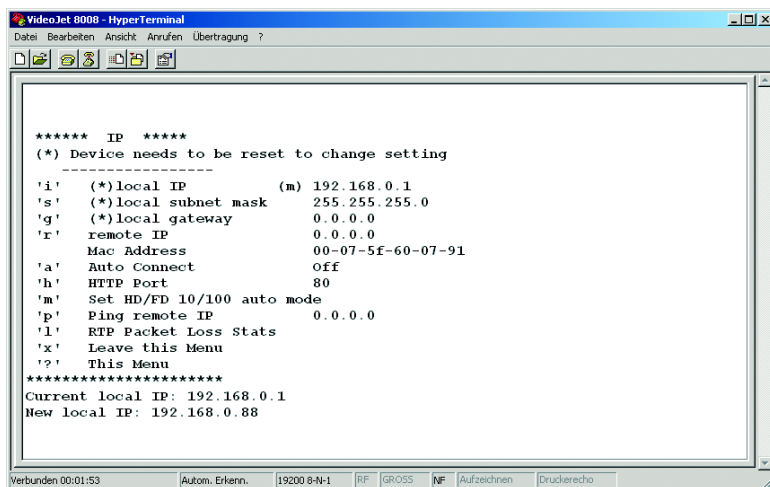 VideoJet 8008 - HyperTerminal
Datei Bearbeiten Ansicht Anrufen Übertragung ?
****** IP *****
(*) Device needs to be reset to change setting
-----------------
'i' (*)local IP (m) 192.168.0.1
's' (*)local subnet mask 255.255.255.0
'g' (*)local gateway 0.0.0.0
'r' remote IP 0.0.0.0
Mac Address 00-07-5f-60-07-91
'a' Auto Connect Off
'h' HTTP Port 80
'm' Set HD/FD 10/100 auto mode
'p' Ping remote IP 0.0.0.0
'l' RTP Packet Loss Stats
'x' Leave this Menu
'?' This Menu
**********************
Current local IP: 192.168.0.1
New local IP: 192.168.0.88
Verbunden 00:01:53 Autom. Erkenn. 19200 8-N-1 RF GROSS NF Aufzeichnen Druckerecho